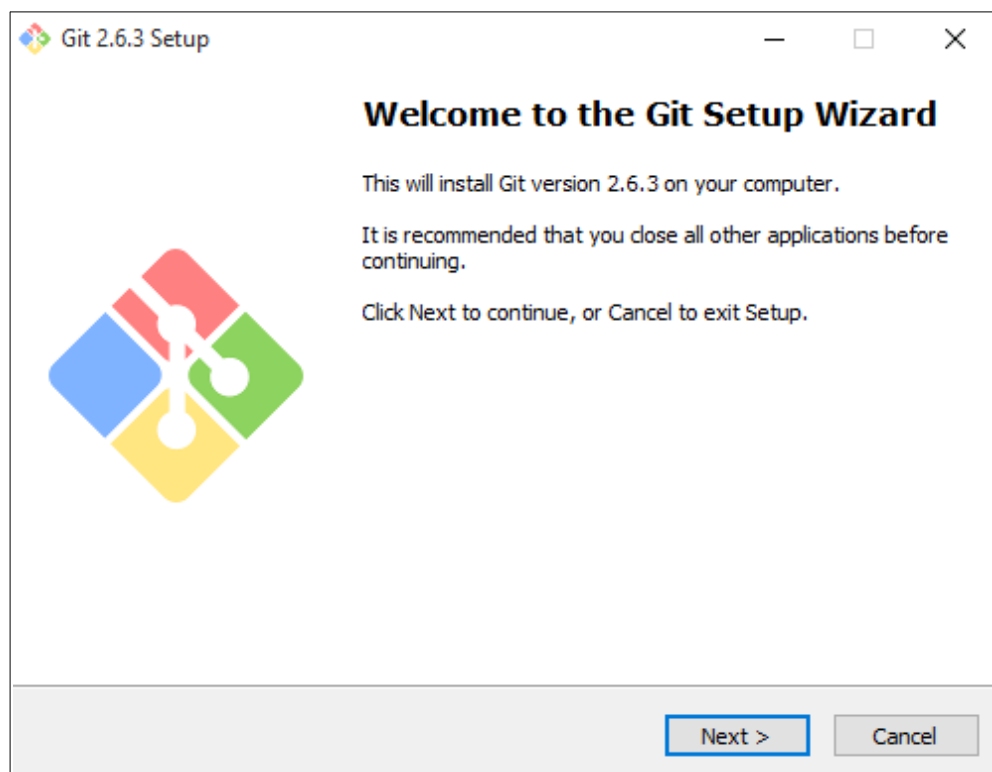 Git 2.6.3 Setup
Welcome to the Git Setup Wizard
This will install Git version 2.6.3 on your computer.
It is recommended that you close all other applications before
continuing.
Click Next to continue, or Cancel to exit Setup.
Next >
Cancel